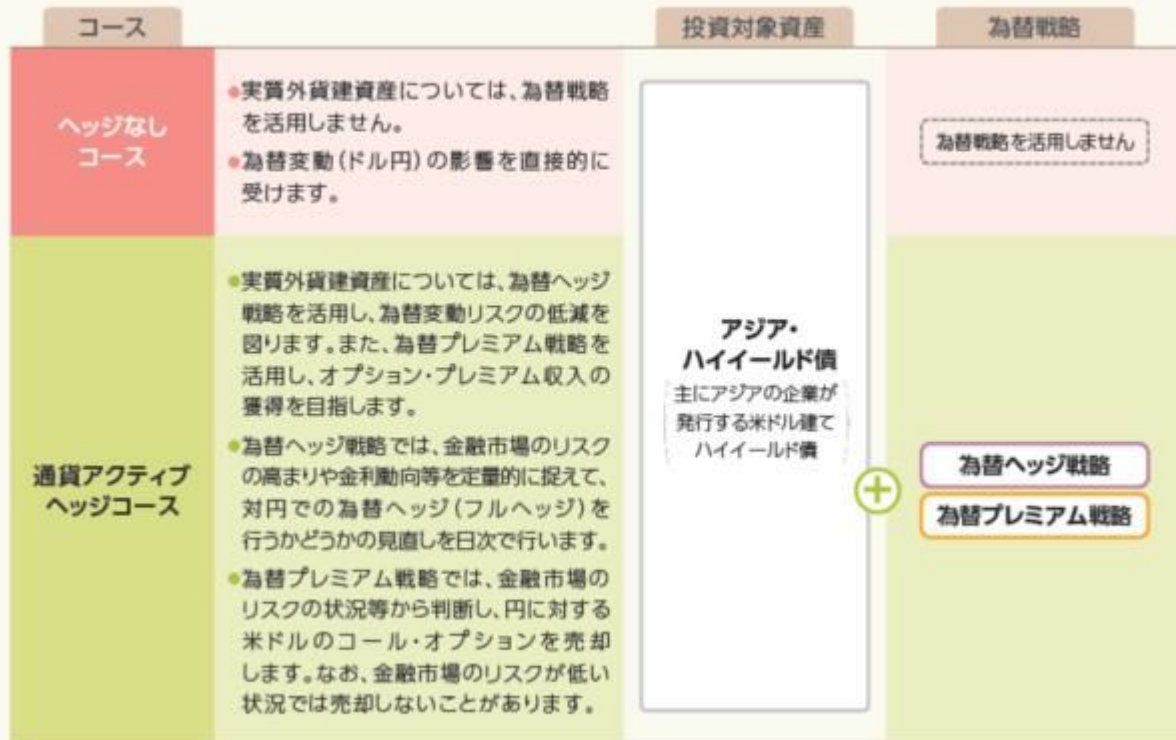 コース
投資対象資産
為替戦略
ヘッジなし
コース
●実質外貨建資産については、為替戦略
を活用しません。
●為替変動(ドル円)の影響を直接的に
受けます。
為替戦略を活用しません
通貨アクティブ
ヘッジコース
●実質外貨建資産については、為替ヘッジ
戦略を活用し、為替変動リスクの低減を
図ります。また、為替プレミアム戦略を
活用し、オプション・プレミアム収入の
獲得を目指します。
●為替ヘッジ戦略では、金融市場のリスク
の高まりや金利動向等を定量的に捉えて、
対円での為替ヘッジ(フルヘッジ)を
行うかどうかの見直しを日次で行います。
●為替プレミアム戦略では、金融市場の
リスクの状況等から判断し、円に対する
米ドルのコール・オプションを売却
します。なお、金融市場のリスクが低い
状況では売却しないことがあります。
アジア・
ハイイールド債
主にアジアの企業が
発行する米ドル建て
ハイイールド債
+
為替ヘッジ戦略
為替プレミアム戦略